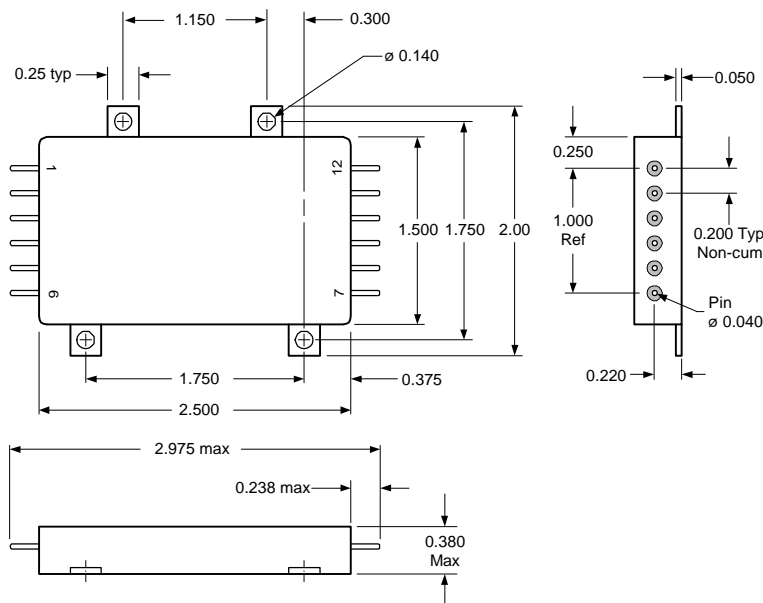 1.150
0.300
ø 0.140
0.25 typ
0.050
1
12
0.250
1.500
1.750
2.00
1.000
Ref
0.200 Typ
Non-cum
6
7
Pin
ø 0.040
1.750
0.375
0.220
2.500
2.975 max
0.238 max
0.380
Max